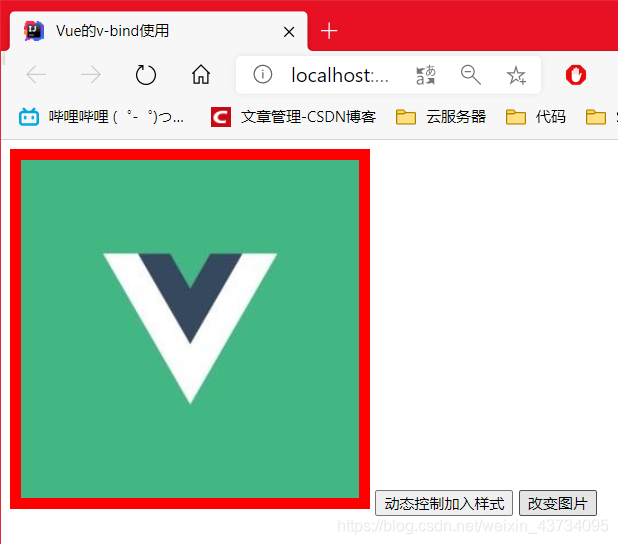 Vue的v-bind使用
localhost:...
哔哩哔哩 (゜-゜)つ...
文章管理-CSDN博客
云服务器
代码
动态控制加入样式
改变图片
https://blog.csdn.net/weixin_43734095